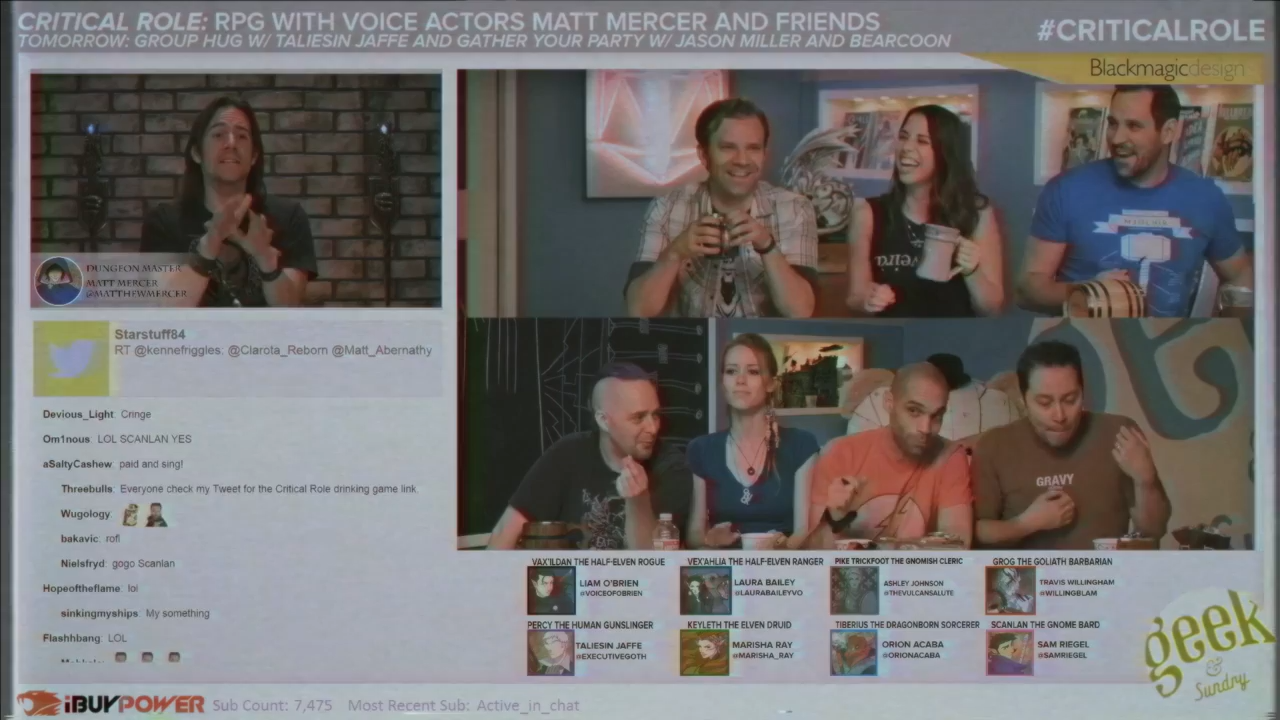 CRITICAL ROLE: RPG WITH VOICE ACTORS MATT MERCER AND FRIENDS
TOMORROW: GROUP HUG W/ TALIESIN JAFFE AND GATHER YOUR PARTY W/ JASON MILLER AND BEARCOON
#CRITICALROLE
Blackmagicdesign
DUNGEON MASTER
MATT MERCER
@MATTHEWMERCER
Starstuff84
RT @kennefriggles: @Clarota_Reborn @Matt_Abernathy
Devious_Light: Cringe
Om1nous: LOL SCANLAN YES
aSaltyCashew: paid and sing!
Threebulls: Everyone check my Tweet for the Critical Role drinking game link
Wugology:
bakavic: rofl
Nielsfryd: gogo Scanlan
Hopeoftheflame: lol
sinkingmyships: My something
Flashhbang: LOL
GRAVY
VAX'ILDAN THE HALF-ELVEN ROGUE
LIAM O'BRIEN
@VOICEOFOBRIEN
VEX'AHLIA THE HALF-ELVEN RANGER
LAURA BAILEY
@LAURABAILEYVO
PIKE TRICKFOOT THE GNOMISH CLERIC
ASHLEY JOHNSON
@THEVULCANSALUTE
GROG THE GOLIATH BARBARIAN
TRAVIS WILLINGHAM
@WILLINGBLAM
PERCY THE HUMAN GUNSLINGER
TALIESIN JAFFE
@EXECUTIVEGOTH
KEYLETH THE ELVEN DRUID
MARISHA RAY
@MARISHA_RAY
TIBERIUS THE DRAGONBORN SORCERER
ORION ACABA
@ORIONACABA
SCANLAN THE GNOME BARD
SAM RIEGEL
@SAMRIEGEL
geek
&
Sundry
iBUYPOWER Sub Count: 7,475 Most Recent Sub: Active_in_chat